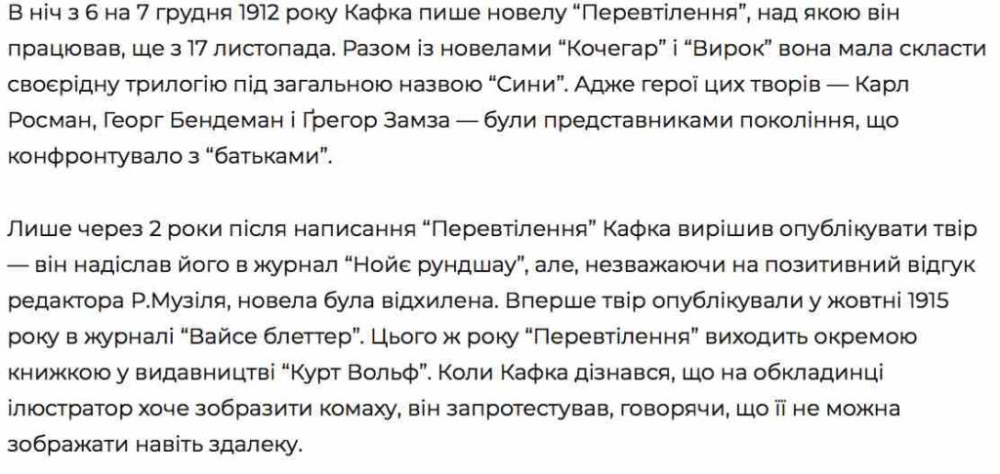 В ніч з 6 на 7 грудня 1912 року Кафка пише новелу “Перевтілення”, над якою він
працював, ще з 17 листопада. Разом із новелами “Кочегар” і “Вирок” вона мала скласти
своєрідну трилогію під загальною назвою “Сини”. Адже герої цих творів — Карл
Росман, Георг Бендеман і Ґрегор Замза — були представниками покоління, що
конфронтувало з “батьками”.
Лише через 2 роки після написання “Перевтілення” Кафка вирішив опублікувати твір
— він надіслав його в журнал “Нойє рундшау”, але, незважаючи на позитивний відгук
редактора Р.Музіля, новела була відхилена. Вперше твір опублікували у жовтні 1915
року в журналі “Вайсе блеттер”. Цього ж року “Перевтілення” виходить окремою
книжкою у видавництві “Курт Вольф”. Коли Кафка дізнався, що на обкладинці
ілюстратор хоче зобразити комаху, він запротестував, говорячи, що її не можна
зображати навіть здалеку.